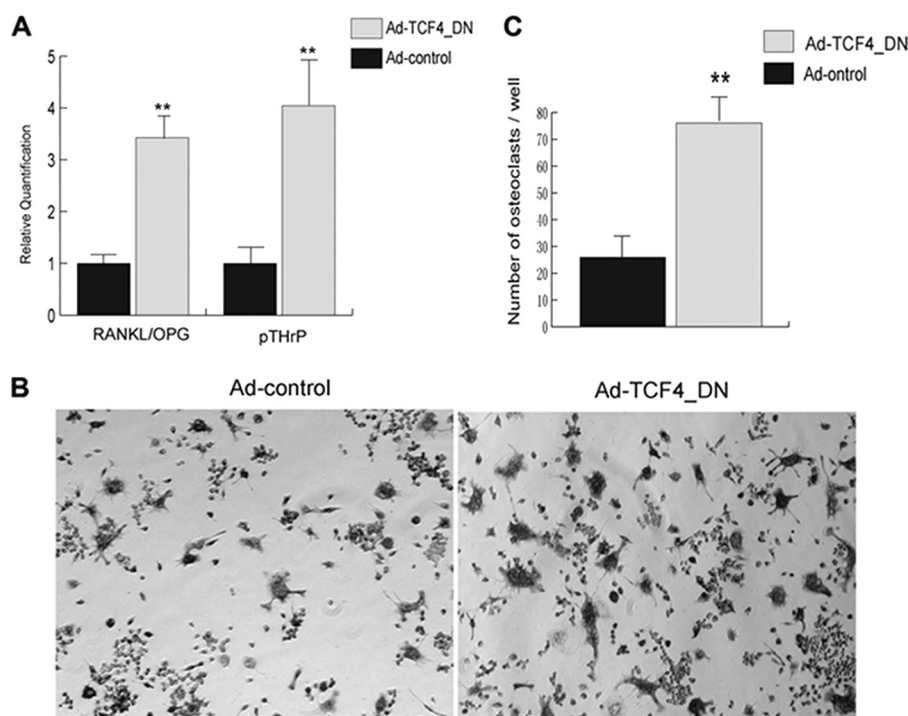 A
Ad-TCF4_DN
Ad-control
Relative Quantification
5
4
3
2
1
0
**
**
RANKL/OPG
pTHrP
C
Ad-TCF4_DN
Ad-ontrol
Number of osteoclasts / well
80
70
60
50
40
30
20
10
0
**
B
Ad-control
Ad-TCF4_DN